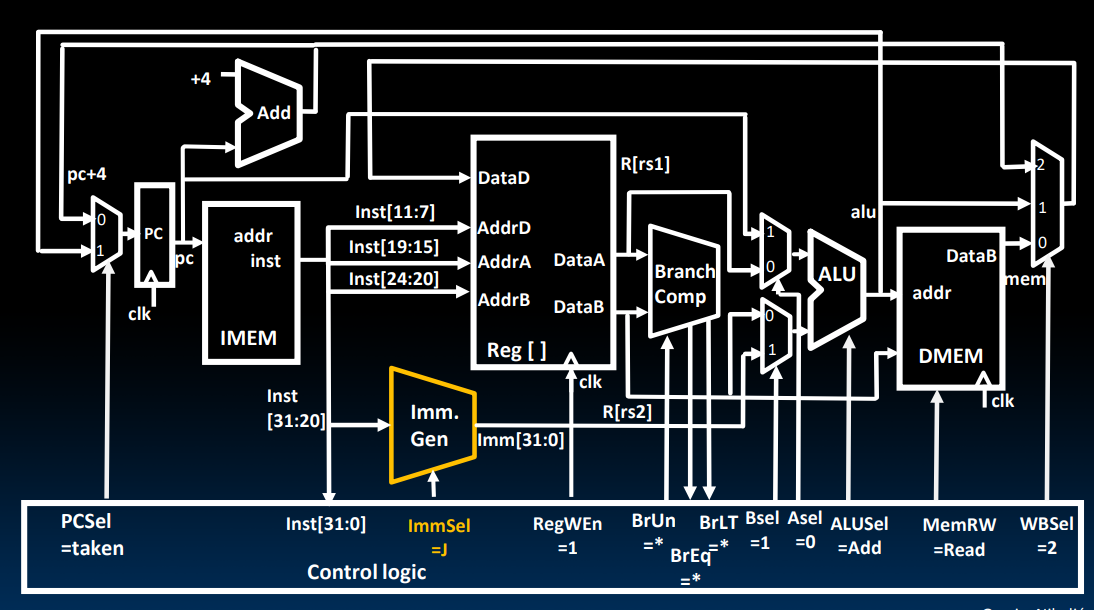 +4
Add
pc+4
0
1
PC
pc
clk
addr
inst
IMEM
Inst[11:7]
Inst[19:15]
Inst[24:20]
DataD
AddrD
AddrA
AddrB
DataA
DataB
Reg [ ]
clk
R[rs1]
Branch
Comp
R[rs2]
1
0
0
1
ALU
alu
addr
DataB
DMEM
clk
mem
2
1
0
Inst
[31:20]
Imm.
Gen
Imm[31:0]
PCSel
=taken
Inst[31:0]
ImmSel
=J
RegWEn
=1
BrUn
=*
BrEq
=*
BrLT
=*
Bsel
=1
Asel
=0
ALUSel
=Add
MemRW
=Read
WBSel
=2
Control logic